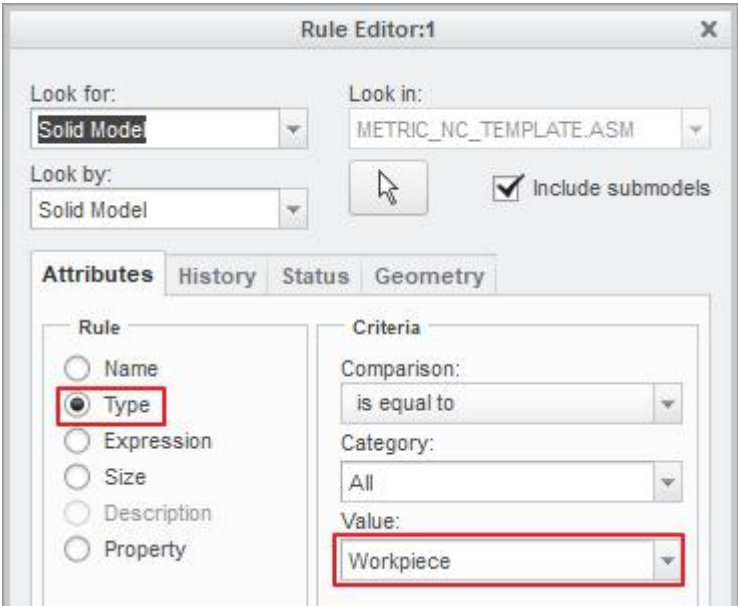 Rule Editor:1
Look for:
Look in:
Solid Model
METRIC_NC_TEMPLATE.ASM
Look by:
Solid Model
Include submodels
Attributes History Status Geometry
Rule
Name
Type
Expression
Size
Description
Property
Criteria
Comparison:
is equal to
Category:
All
Value:
Workpiece